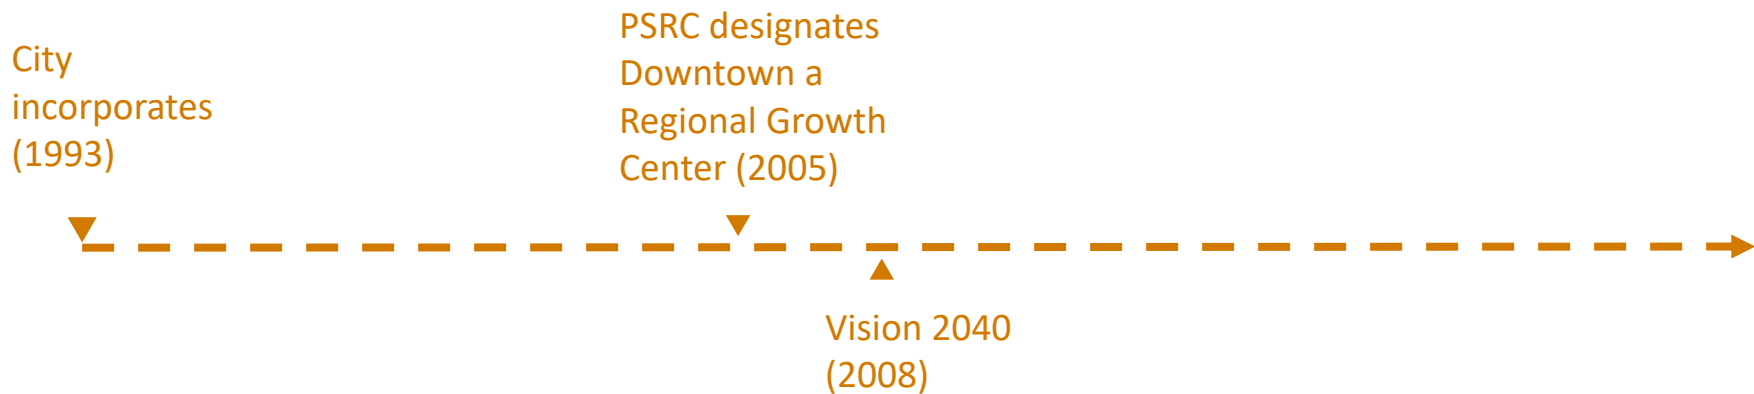 City
incorporates
(1993)
PSRC designates
Downtown a
Regional Growth
Center (2005)
Vision 2040
(2008)